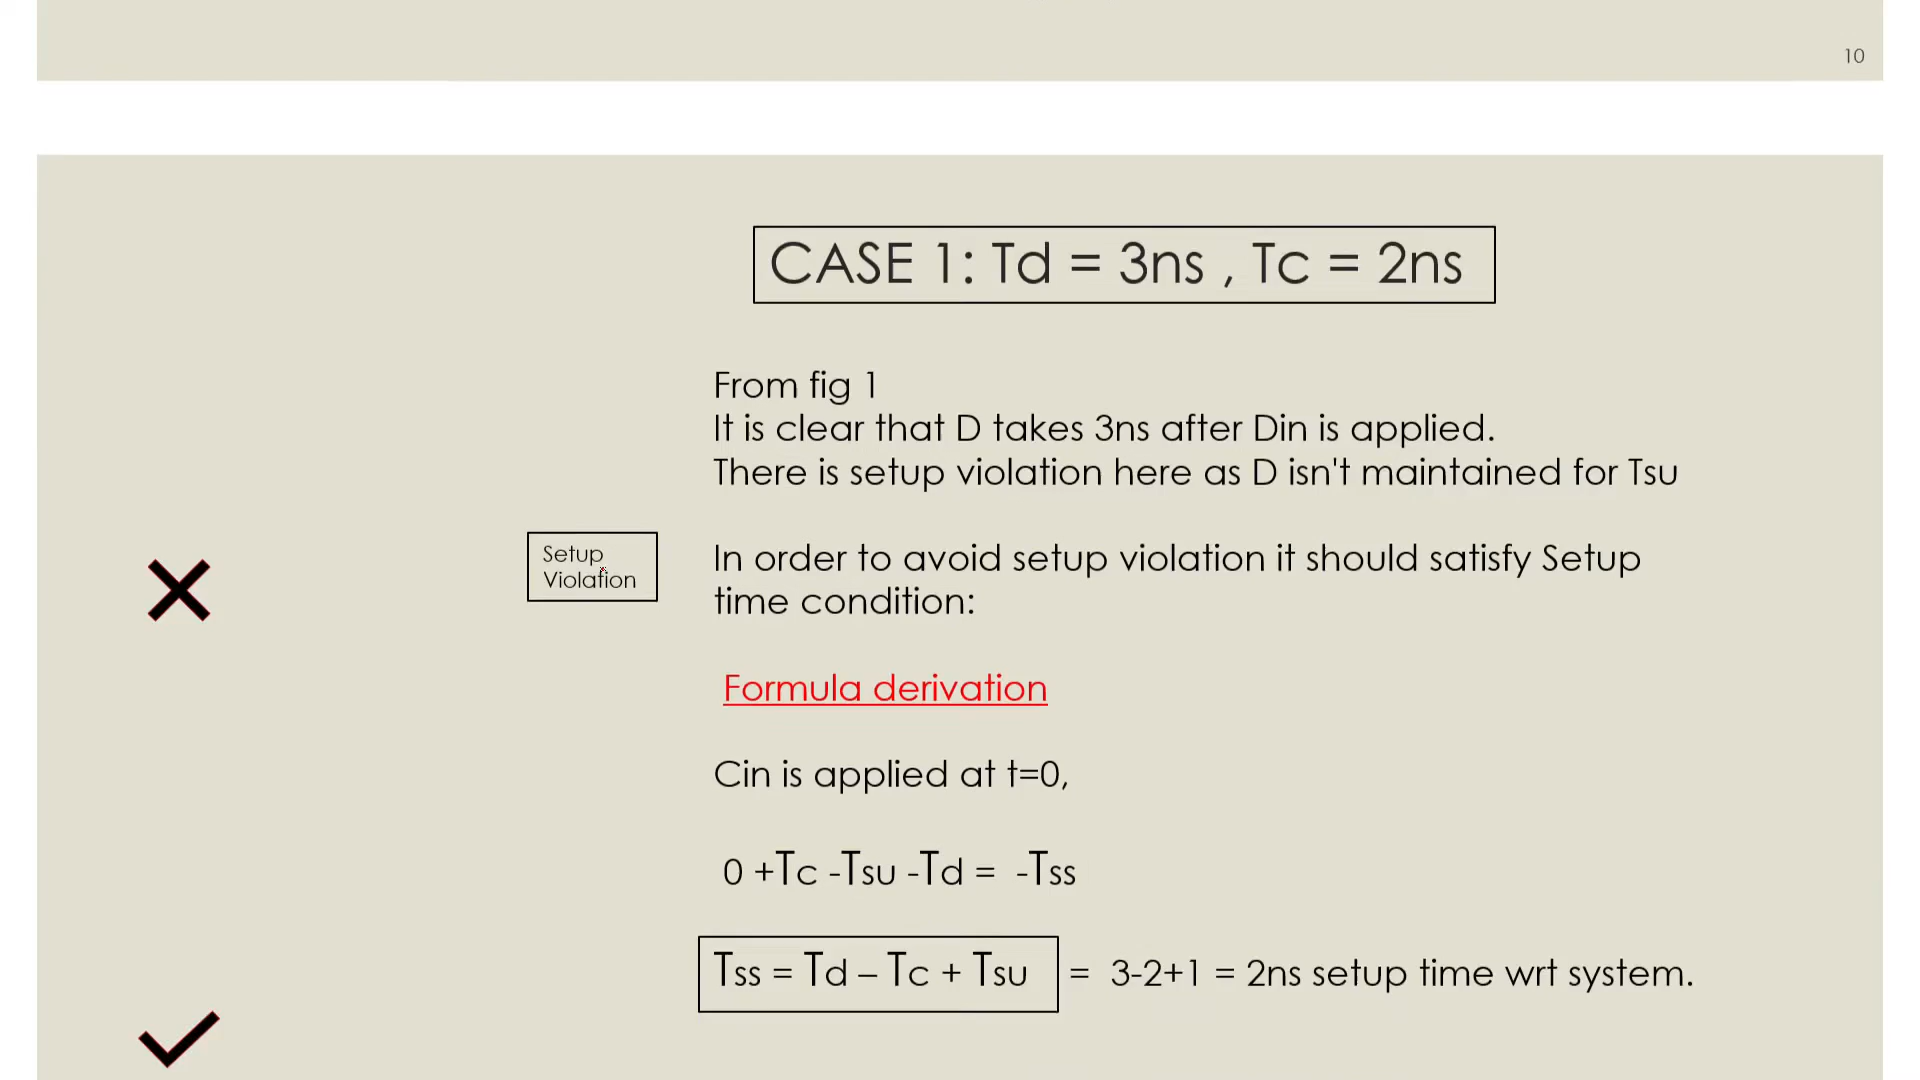 10
CASE 1: Td = 3ns , Tc = 2ns
From fig 1
It is clear that D takes 3ns after Din is applied.
There is setup violation here as D isn't maintained for Tsu
Setup
Violation
In order to avoid setup violation it should satisfy Setup
time condition:
Formula derivation
Cin is applied at t=0,
0 +Tc -Tsu -Td = -Tss
Tss = Td – Tc + Tsu = 3-2+1 = 2ns setup time wrt system.